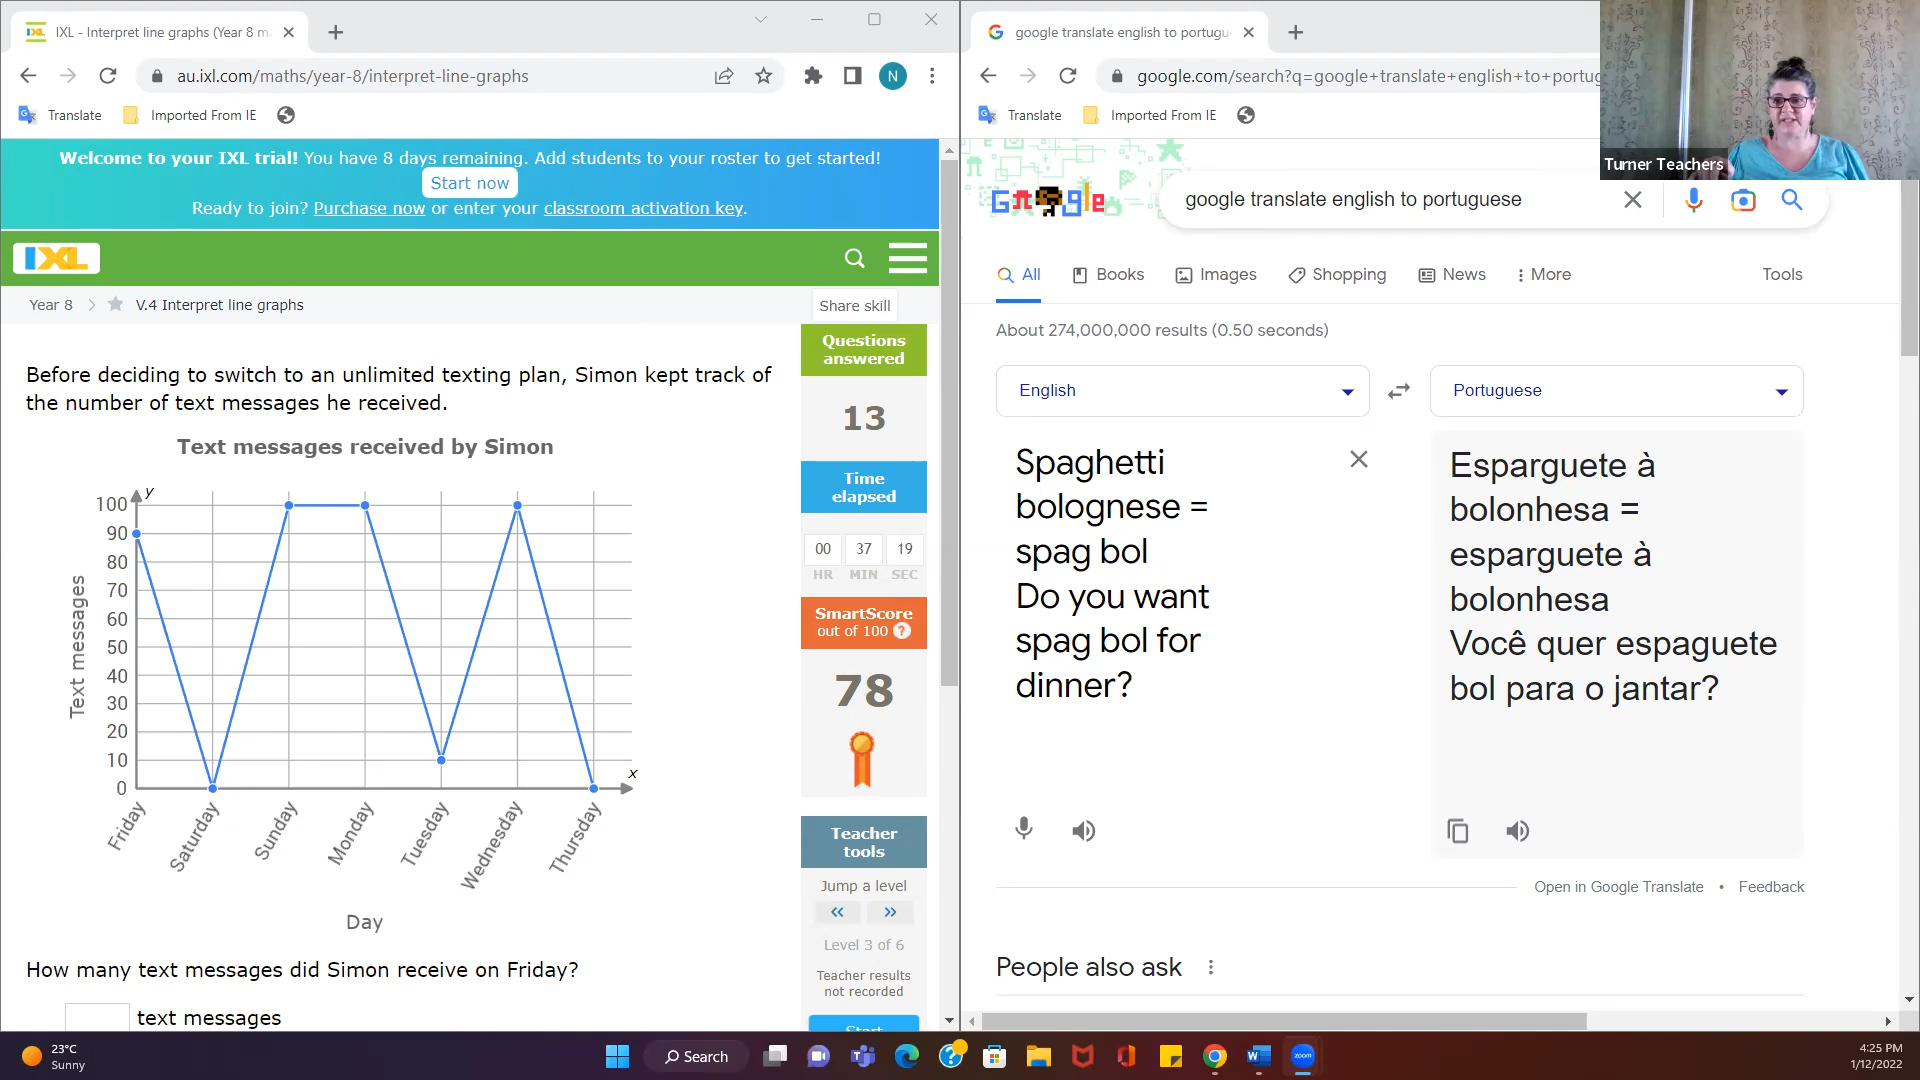 IXL - Interpret line graphs (Year 8 m
au.ixl.com/maths/year-8/interpret-line-graphs
N
Translate
Imported From IE
Welcome to your IXL trial! You have 8 days remaining. Add students to your roster to get started!
Start now
Ready to join? Purchase now or enter your classroom activation key.
IXL
Year 8
V.4 Interpret line graphs
Share skill
Before deciding to switch to an unlimited texting plan, Simon kept track of
the number of text messages he received.
Text messages received by Simon
y
100
90
80
70
60
50
40
30
20
10
0
x
Text messages
Friday
Saturday
Sunday
Monday
Tuesday
Wednesday
Thursday
Day
How many text messages did Simon receive on Friday?
text messages
Questions
answered
13
Time
elapsed
00 37 19
HR MIN SEC
SmartScore
out of 100 ?
78
Teacher
tools
Jump a level
Level 3 of 6
Teacher results
not recorded
google translate english to portugu
google.com/search?q=google+translate+english+to+portug
Translate
Imported From IE
Turner Teachers
google translate english to portuguese
All
Books
Images
Shopping
News
More
Tools
About 274,000,000 results (0.50 seconds)
English
Portuguese
Spaghetti
bolognese =
spag bol
Do you want
spag bol for
dinner?
Esparguete à
bolonhesa =
esparguete à
bolonhesa
Você quer espaguete
bol para o jantar?
Open in Google Translate • Feedback
People also ask
23°C
Sunny
Search
zoom
4:25 PM
1/12/2022